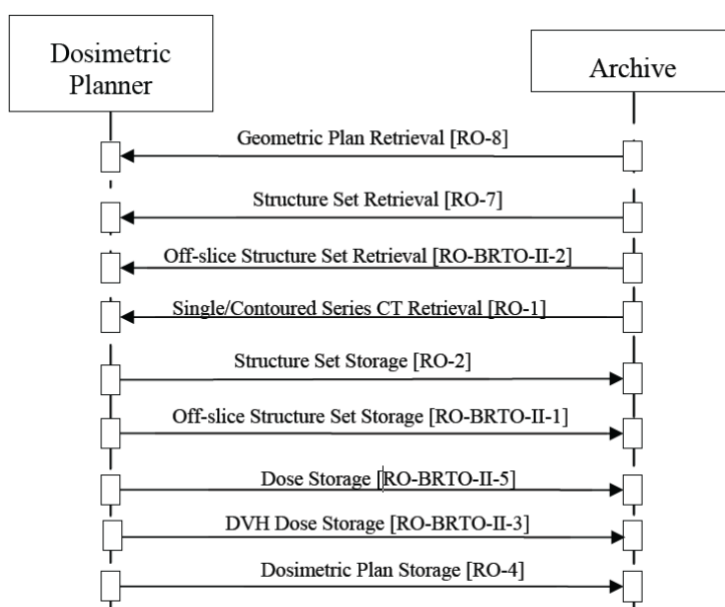 Dosimetric
Planner
Archive
Geometric Plan Retrieval [RO-8]
Structure Set Retrieval [RO-7]
Off-slice Structure Set Retrieval [RO-BRTO-II-2]
Single/Contoured Series CT Retrieval [RO-1]
Structure Set Storage [RO-2]
Off-slice Structure Set Storage [RO-BRTO-II-1]
Dose Storage [RO-BRTO-II-5]
DVH Dose Storage [RO-BRTO-II-3]
Dosimetric Plan Storage [RO-4]